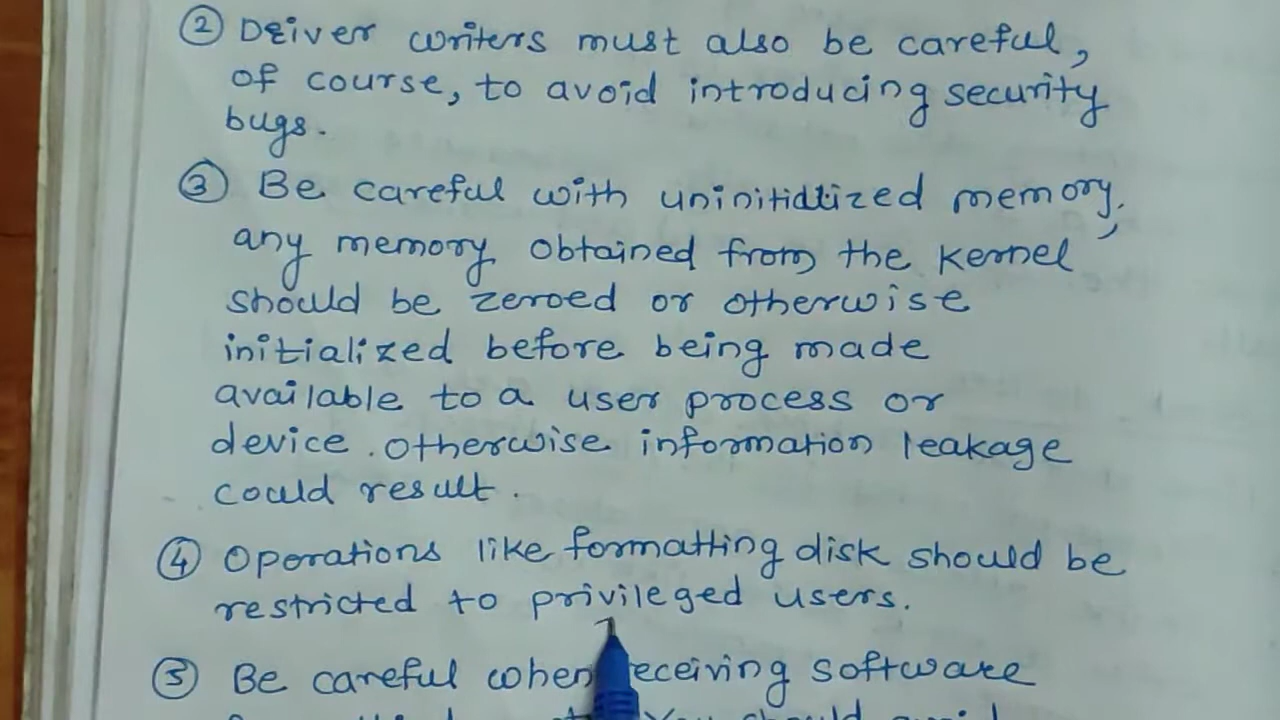 ② Driver writers must also be careful,
of course, to avoid introducing security
bugs.
③ Be careful with uninitialized memory,
any memory obtained from the kernel
should be zeroed or otherwise
initialized before being made
available to a user process or
device. otherwise information leakage
could result.
④ Operations like formatting disk should be
restricted to privileged users.
⑤ Be careful when receiving software